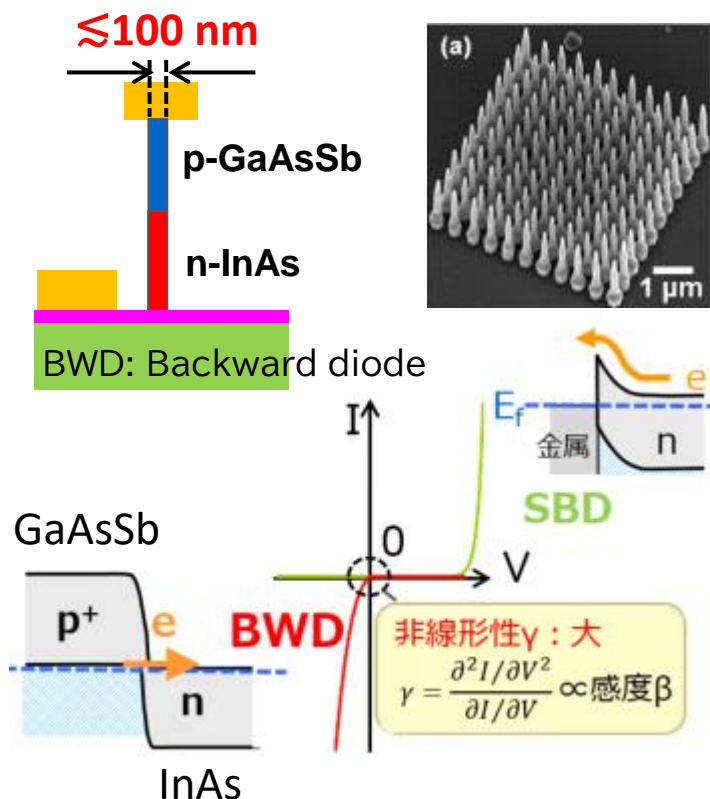 ≲100 nm
p-GaAsSb
n-InAs
(a)
1 μm
BWD: Backward diode
I
E_f
e
金属
n
SBD
0
V
GaAsSb
p⁺
e
n
InAs
BWD
非線形性γ：大
γ = ∂²I/∂V² / ∂I/∂V ∝感度β